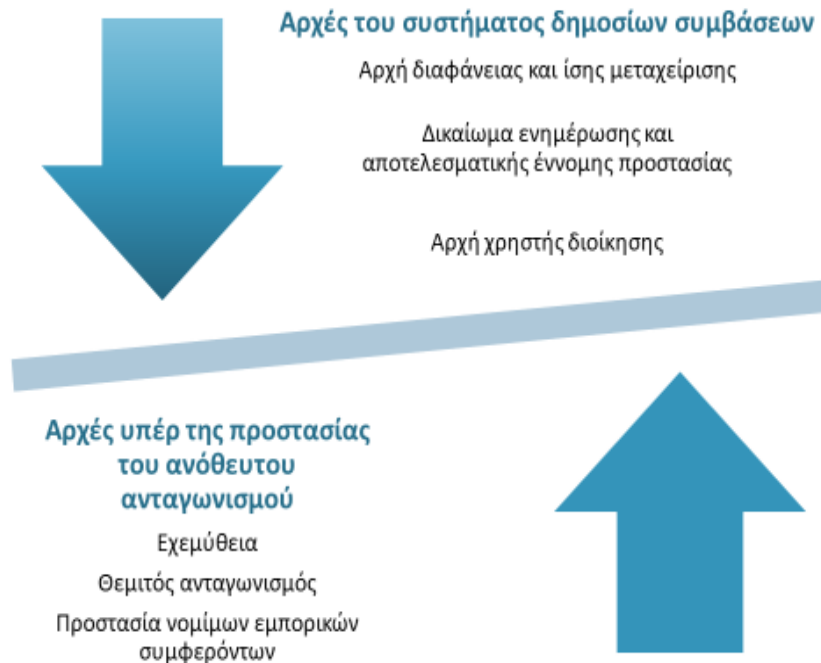 Αρχές του συστήματος δημοσίων συμβάσεων
Αρχή διαφάνειας και ίσης μεταχείρισης
Δικαίωμα ενημέρωσης και
αποτελεσματικής έννομης προστασίας
Αρχή χρηστής διοίκησης
Αρχές υπέρ της προστασίας
του ανόθευτου
ανταγωνισμού
Εχεμύθεια
Θεμιτός ανταγωνισμός
Προστασία νομίμων εμπορικών
συμφερόντων